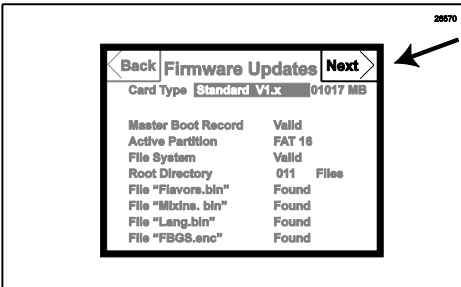 26570
Back Firmware Updates Next
Card Type Standard V1.x 01017 MB
Master Boot Record Valid
Active Partition FAT 16
File System Valid
Root Directory 011 Files
File “Flavors.bin” Found
File “Mixins. bin” Found
File “Lang.bin” Found
File “FBGS.enc” Found